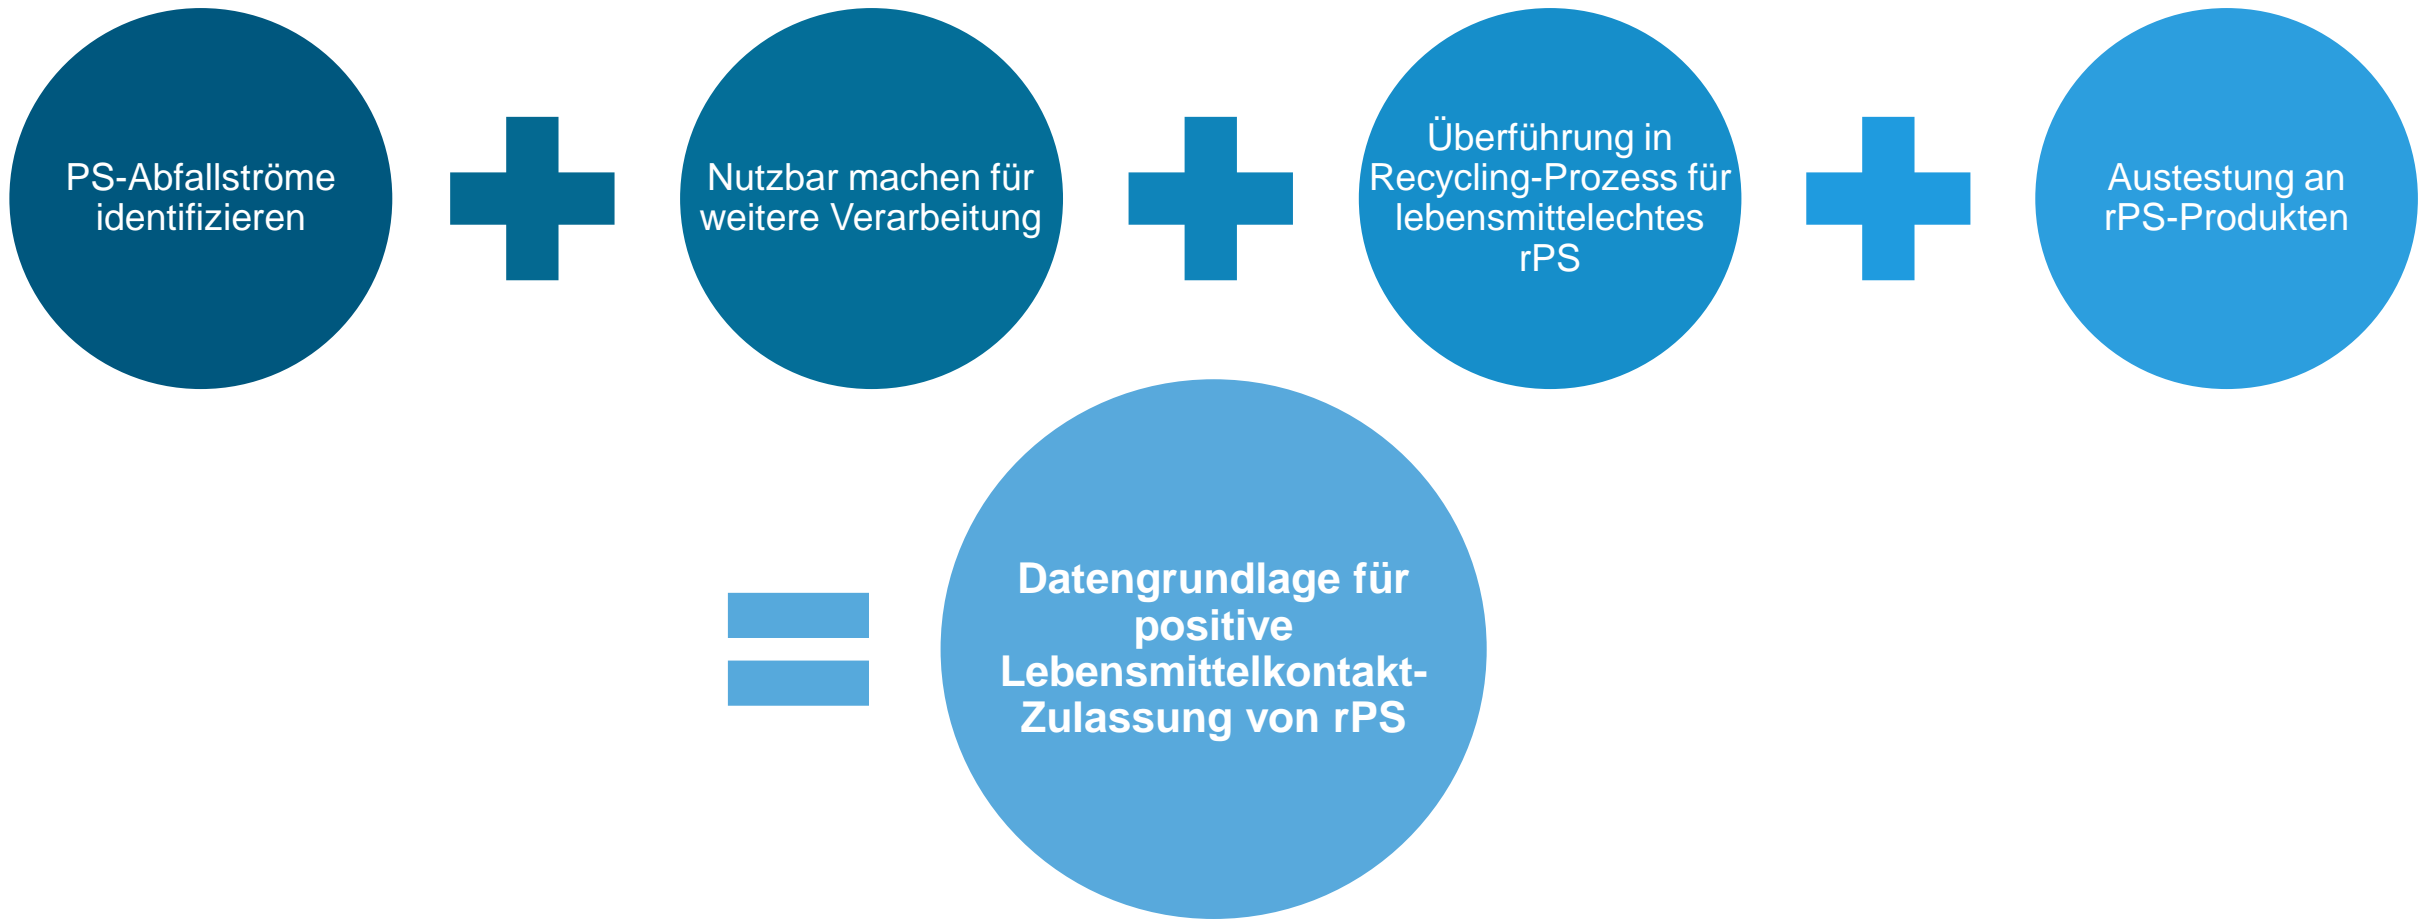 PS-Abfallströme
identifizieren
Nutzbar machen für
weitere Verarbeitung
Überführung in
Recycling-Prozess für
lebensmittelechtes
rPS
Austestung an
rPS-Produkten
Datengrundlage für
positive
Lebensmittelkontakt-
Zulassung von rPS